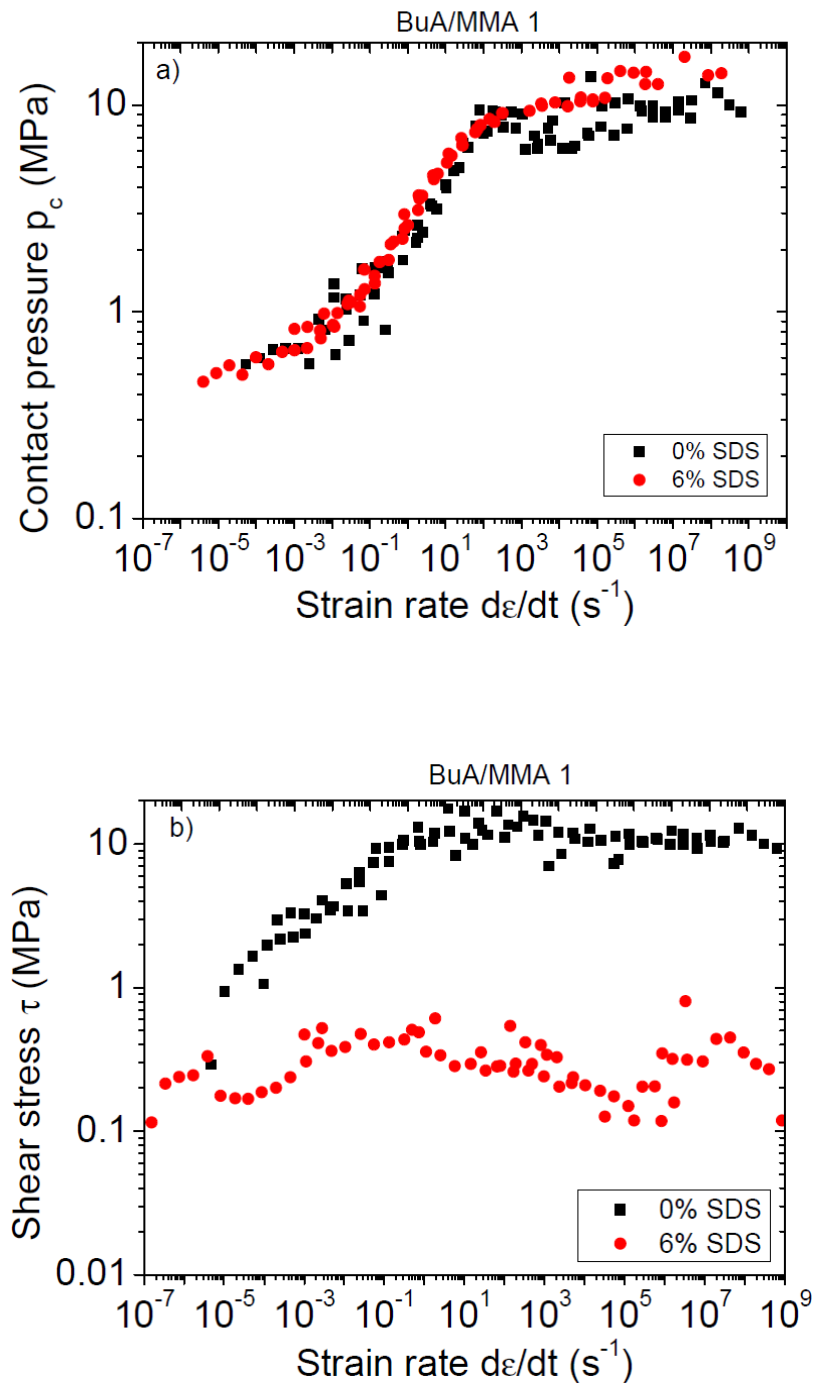 BuA/MMA 1
a)
Contact pressure p_c (MPa)
10
1
0.1
0% SDS
6% SDS
10^-7 10^-5 10^-3 10^-1 10^1 10^3 10^5 10^7 10^9
Strain rate dε/dt (s^-1)
BuA/MMA 1
b)
Shear stress τ (MPa)
10
1
0.1
0.01
0% SDS
6% SDS
10^-7 10^-5 10^-3 10^-1 10^1 10^3 10^5 10^7 10^9
Strain rate dε/dt (s^-1)